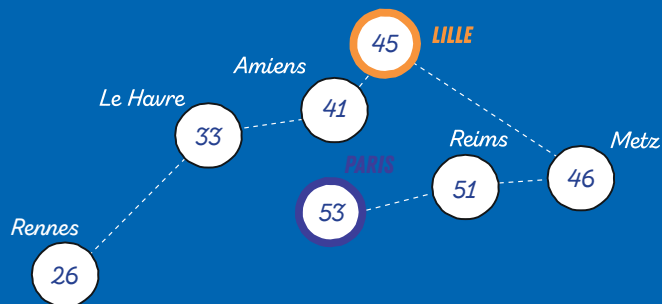 LILLE
45
Amiens
41
Le Havre
33
Reims
51
Metz
46
PARIS
53
Rennes
26